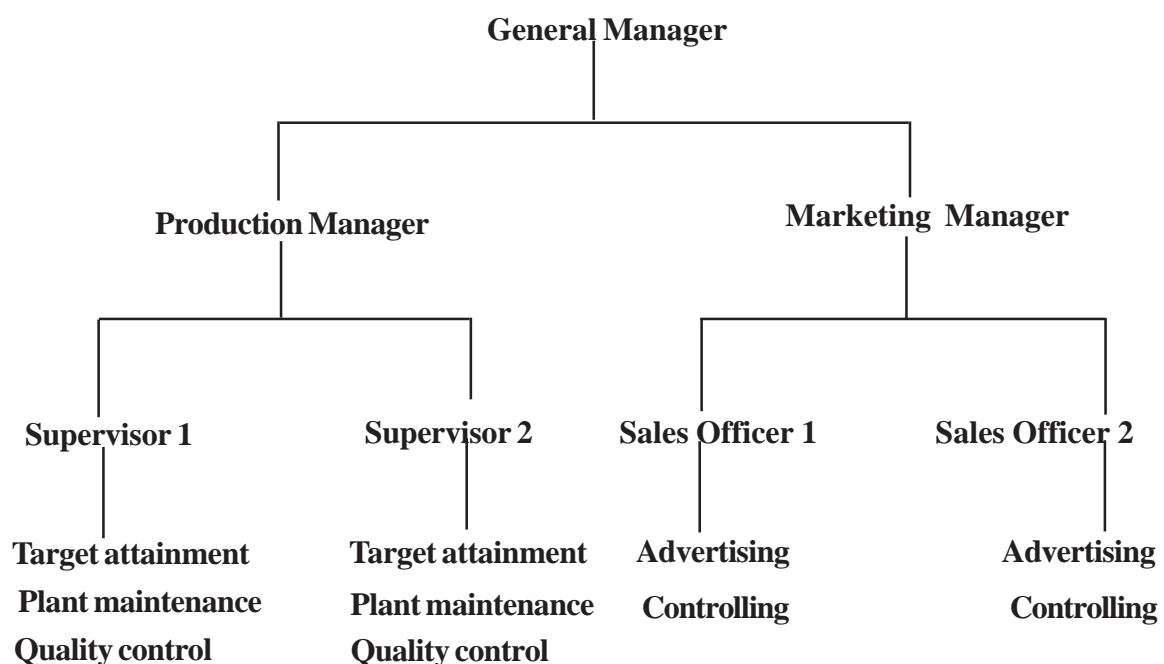 General Manager
Production Manager
Marketing Manager
Supervisor 1
Supervisor 2
Sales Officer 1
Sales Officer 2
Target attainment
Plant maintenance
Quality control
Target attainment
Plant maintenance
Quality control
Advertising
Controlling
Advertising
Controlling